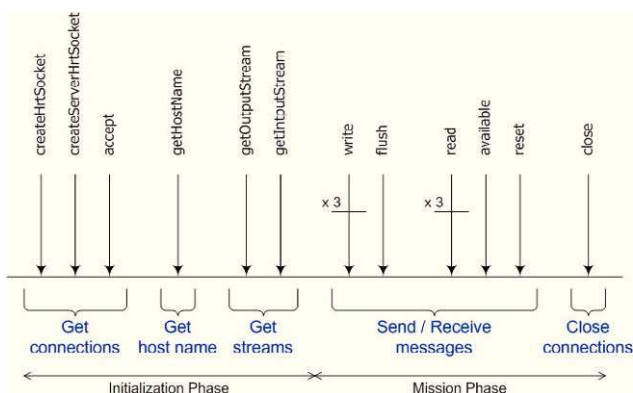 createHrtSocket
createServerHrtSocket
accept
getHostName
getOutputStream
getIntputStream
write
flush
read
available
reset
close
x 3
x 3
Get
connections
Get
host name
Get
streams
Send / Receive
messages
Close
connections
Initialization Phase
Mission Phase